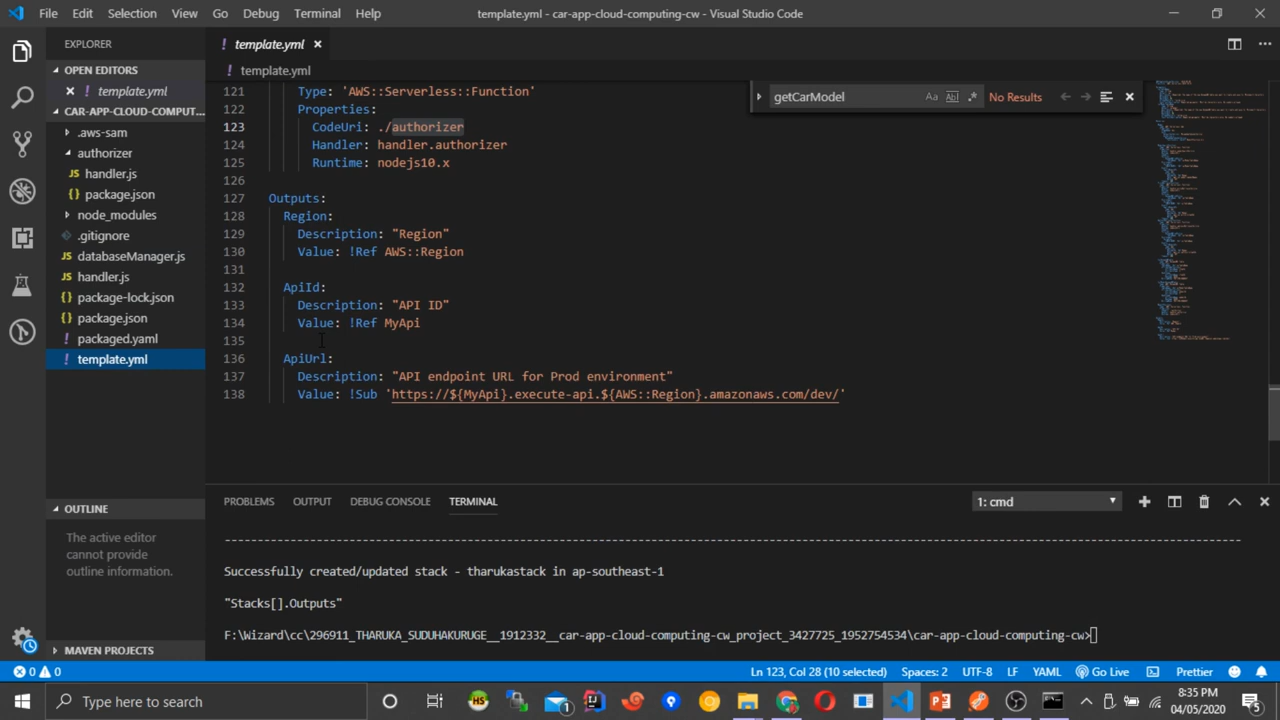 File Edit Selection View Go Debug Terminal Help
template.yml - car-app-cloud-computing-cw - Visual Studio Code
EXPLORER
OPEN EDITORS
template.yml
CAR-APP-CLOUD-COMPUT...
.aws-sam
authorizer
handler.js
package.json
node_modules
.gitignore
databaseManager.js
handler.js
package-lock.json
package.json
packaged.yaml
template.yml
OUTLINE
The active editor
cannot provide
outline information.
MAVEN PROJECTS
template.yml
template.yml
getCarModel
Aa
No Results
121 Type: 'AWS::Serverless::Function'
122 Properties:
123 CodeUri: ./authorizer
124 Handler: handler.authorizer
125 Runtime: nodejs10.x
126
127 Outputs:
128 Region:
129 Description: "Region"
130 Value: !Ref AWS::Region
131
132 ApiId:
133 Description: "API ID"
134 Value: !Ref MyApi
135
136 ApiUrl:
137 Description: "API endpoint URL for Prod environment"
138 Value: !Sub 'https://${MyApi}.execute-api.${AWS::Region}.amazonaws.com/dev/'
PROBLEMS OUTPUT DEBUG CONSOLE TERMINAL
1: cmd
--------------------------------------------------------------------------------
Successfully created/updated stack - tharukastack in ap-southeast-1
"Stacks[].Outputs"
F:\Wizard\cc\296911_THARUKA_SUDUHAKURUGE__1912332__car-app-cloud-computing-cw_project_3427725_1952754534\car-app-cloud-computing-cw>
0 0
Ln 123, Col 28 (10 selected) Spaces: 2 UTF-8 LF YAML Go Live Prettier
Type here to search
HS
1
8:35 PM
04/05/2020
5